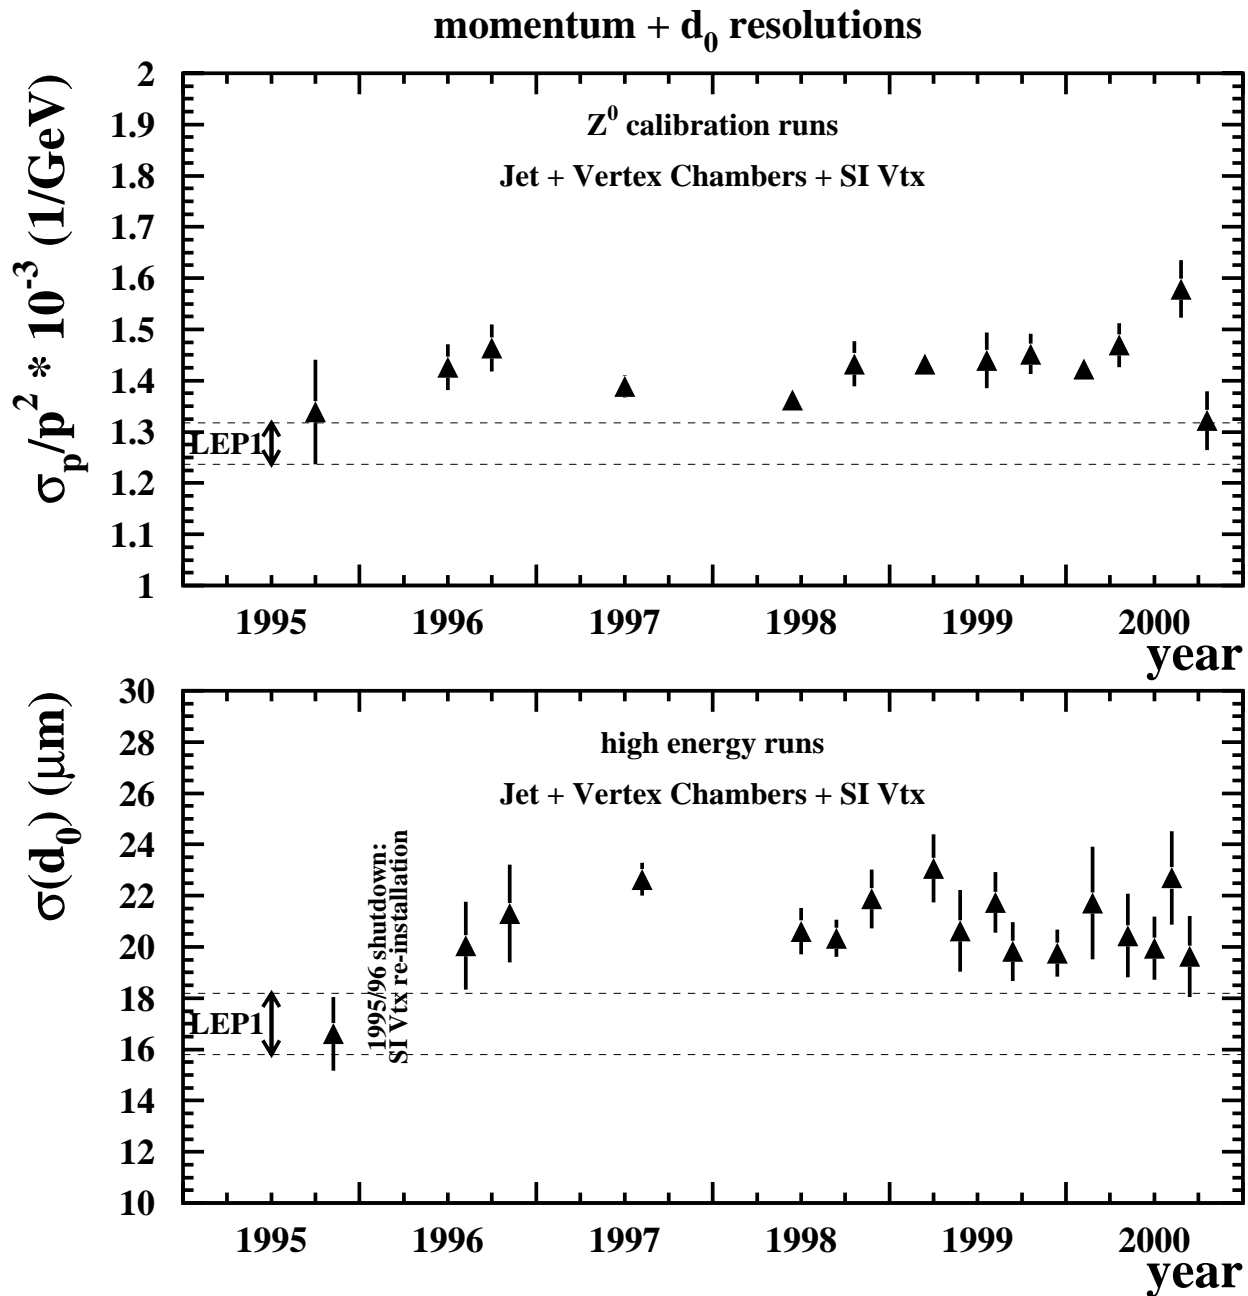 momentum + d₀ resolutions
σₚ/p² * 10⁻³ (1/GeV)
2
1.9
1.8
1.7
1.6
1.5
1.4
1.3
1.2
1.1
1
Z⁰ calibration runs
Jet + Vertex Chambers + SI Vtx
LEP1
1995 1996 1997 1998 1999 2000
year
σ(d₀) (μm)
30
28
26
24
22
20
18
16
14
12
10
high energy runs
Jet + Vertex Chambers + SI Vtx
1995/96 shutdown:
SI Vtx re-installation
LEP1
1995 1996 1997 1998 1999 2000
year